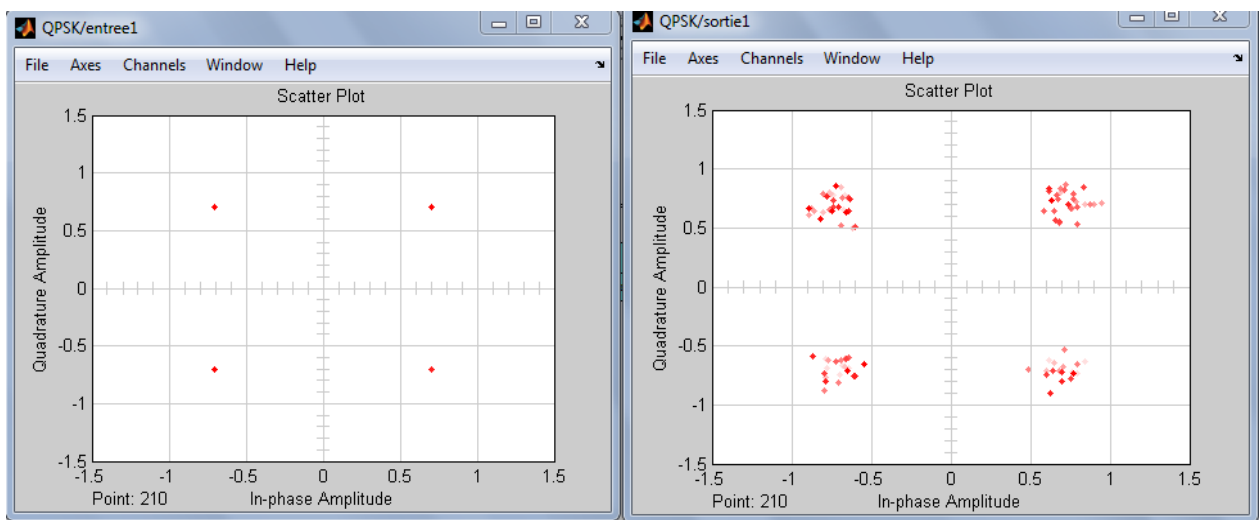 QPSK/entree1
File Axes Channels Window Help
Scatter Plot
Quadrature Amplitude
1.5
1
0.5
0
-0.5
-1
-1.5
-1.5 -1 -0.5 0 0.5 1 1.5
Point: 210 In-phase Amplitude
QPSK/sortie1
File Axes Channels Window Help
Scatter Plot
Quadrature Amplitude
1.5
1
0.5
0
-0.5
-1
-1.5
-1.5 -1 -0.5 0 0.5 1 1.5
Point: 210 In-phase Amplitude